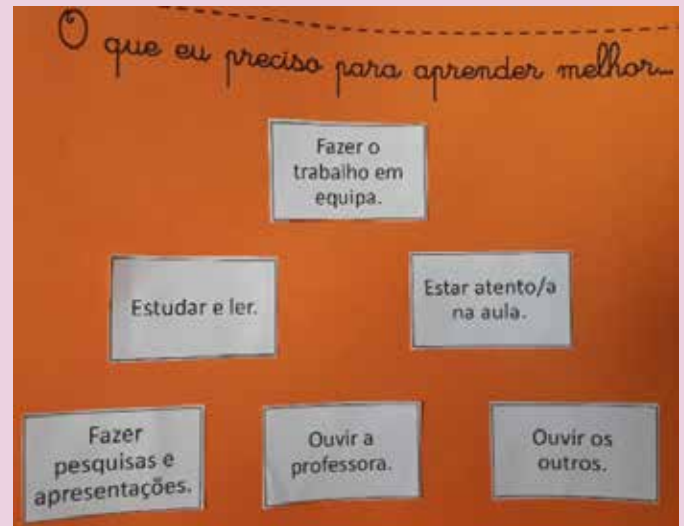 O que eu preciso para aprender melhor...
Fazer o
trabalho em
equipa.
Estudar e ler.
Estar atento/a
na aula.
Fazer
pesquisas e
apresentações.
Ouvir a
professora.
Ouvir os
outros.